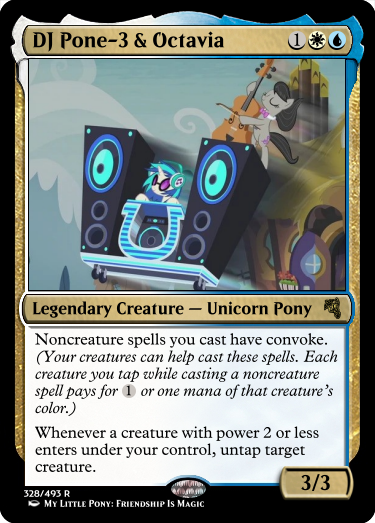 DJ Pone-3 & Octavia 1
Legendary Creature — Unicorn Pony
Noncreature spells you cast have convoke.
(Your creatures can help cast these spells. Each
creature you tap while casting a noncreature
spell pays for 1 or one mana of that creature's
color.)
Whenever a creature with power 2 or less
enters under your control, untap target
creature.
3/3
328/493 R
My Little Pony: Friendship Is Magic